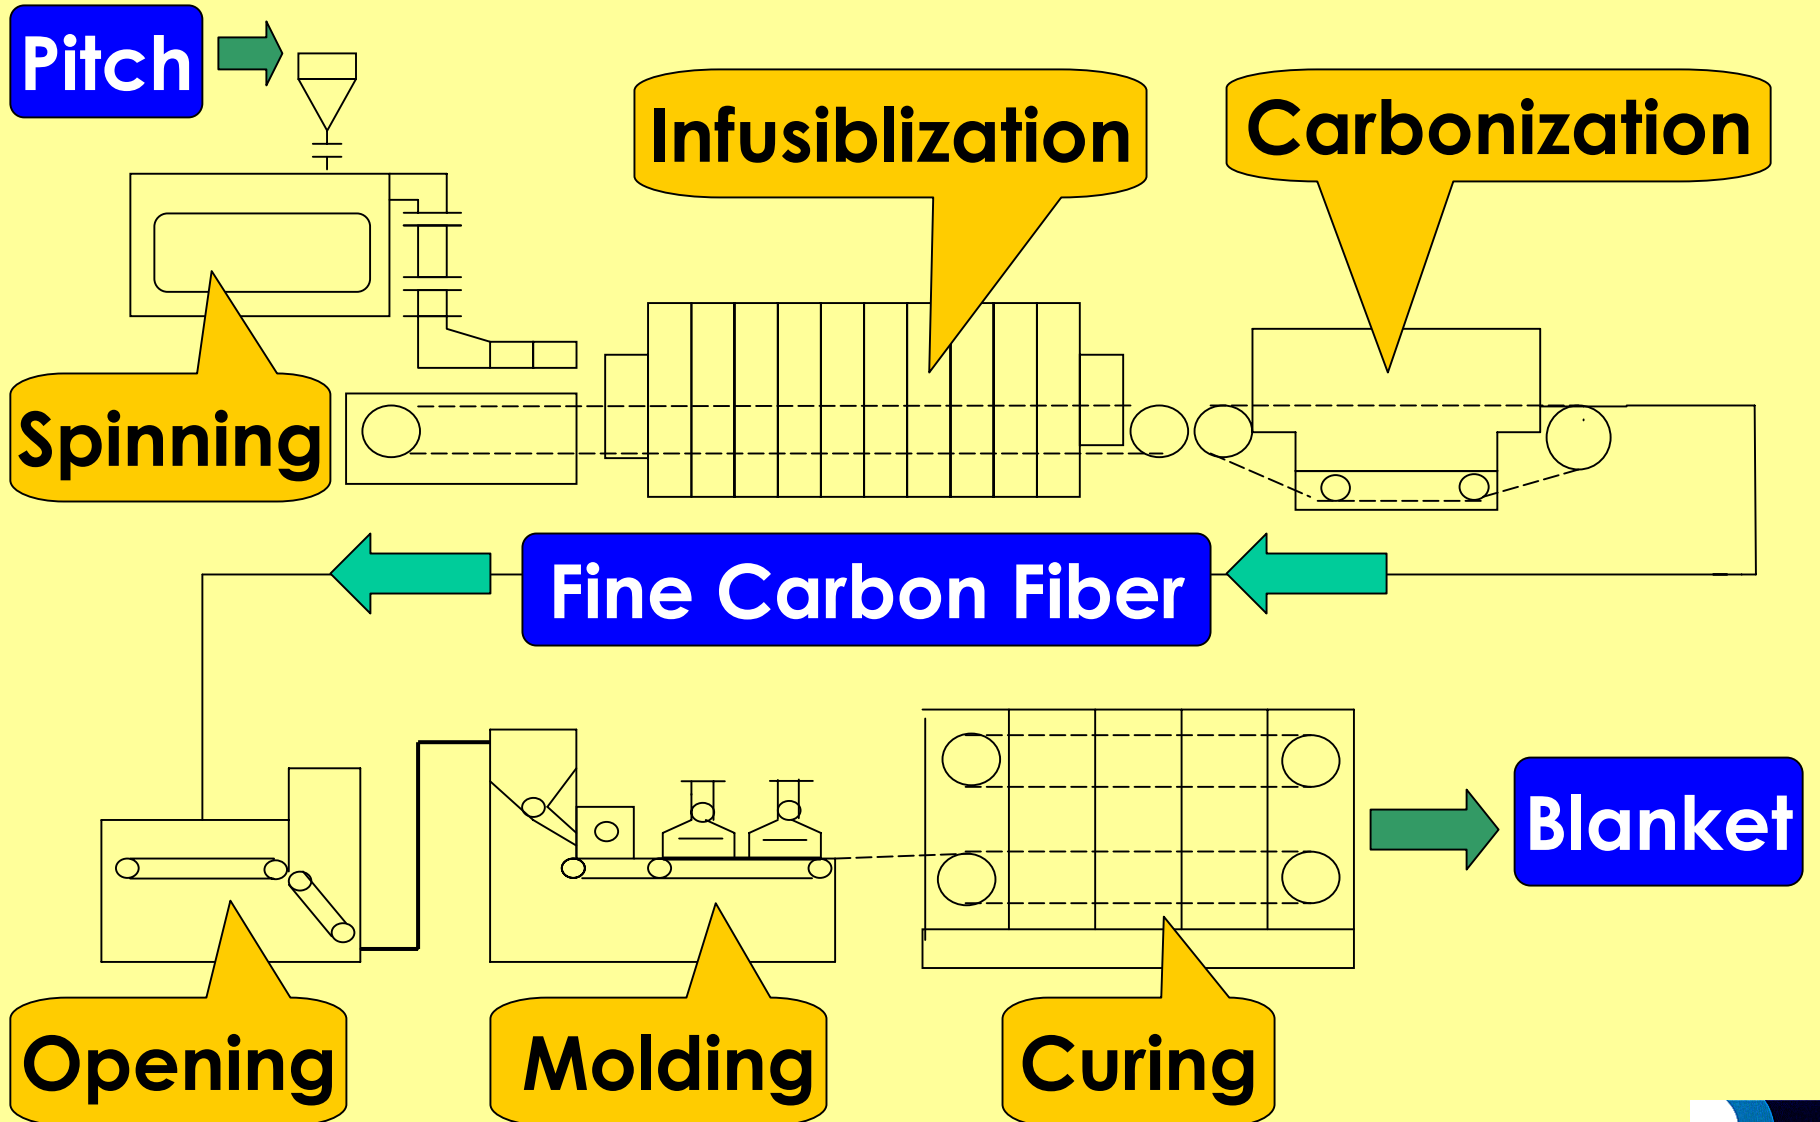 Pitch
Infusiblization
Carbonization
Spinning
Fine Carbon Fiber
Blanket
Opening
Molding
Curing